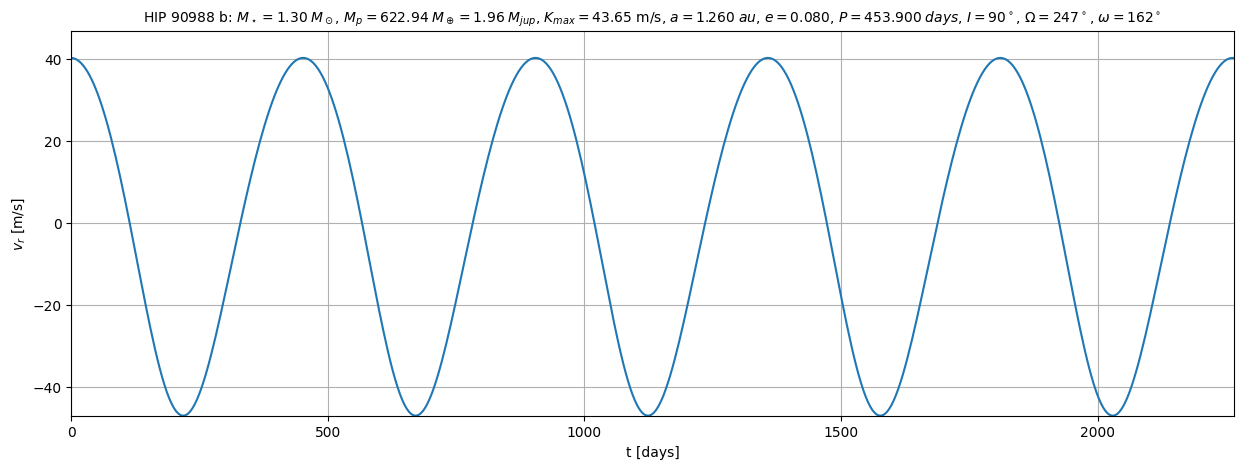 HIP 90988 b: M⋆ = 1.30 M⊙, Mp = 622.94 M⊕ = 1.96 Mjup, Kmax = 43.65 m/s, a = 1.260 au, e = 0.080, P = 453.900 days, I = 90°, Ω = 247°, ω = 162°
40
20
0
−20
−40
vr [m/s]
0 500 1000 1500 2000
t [days]